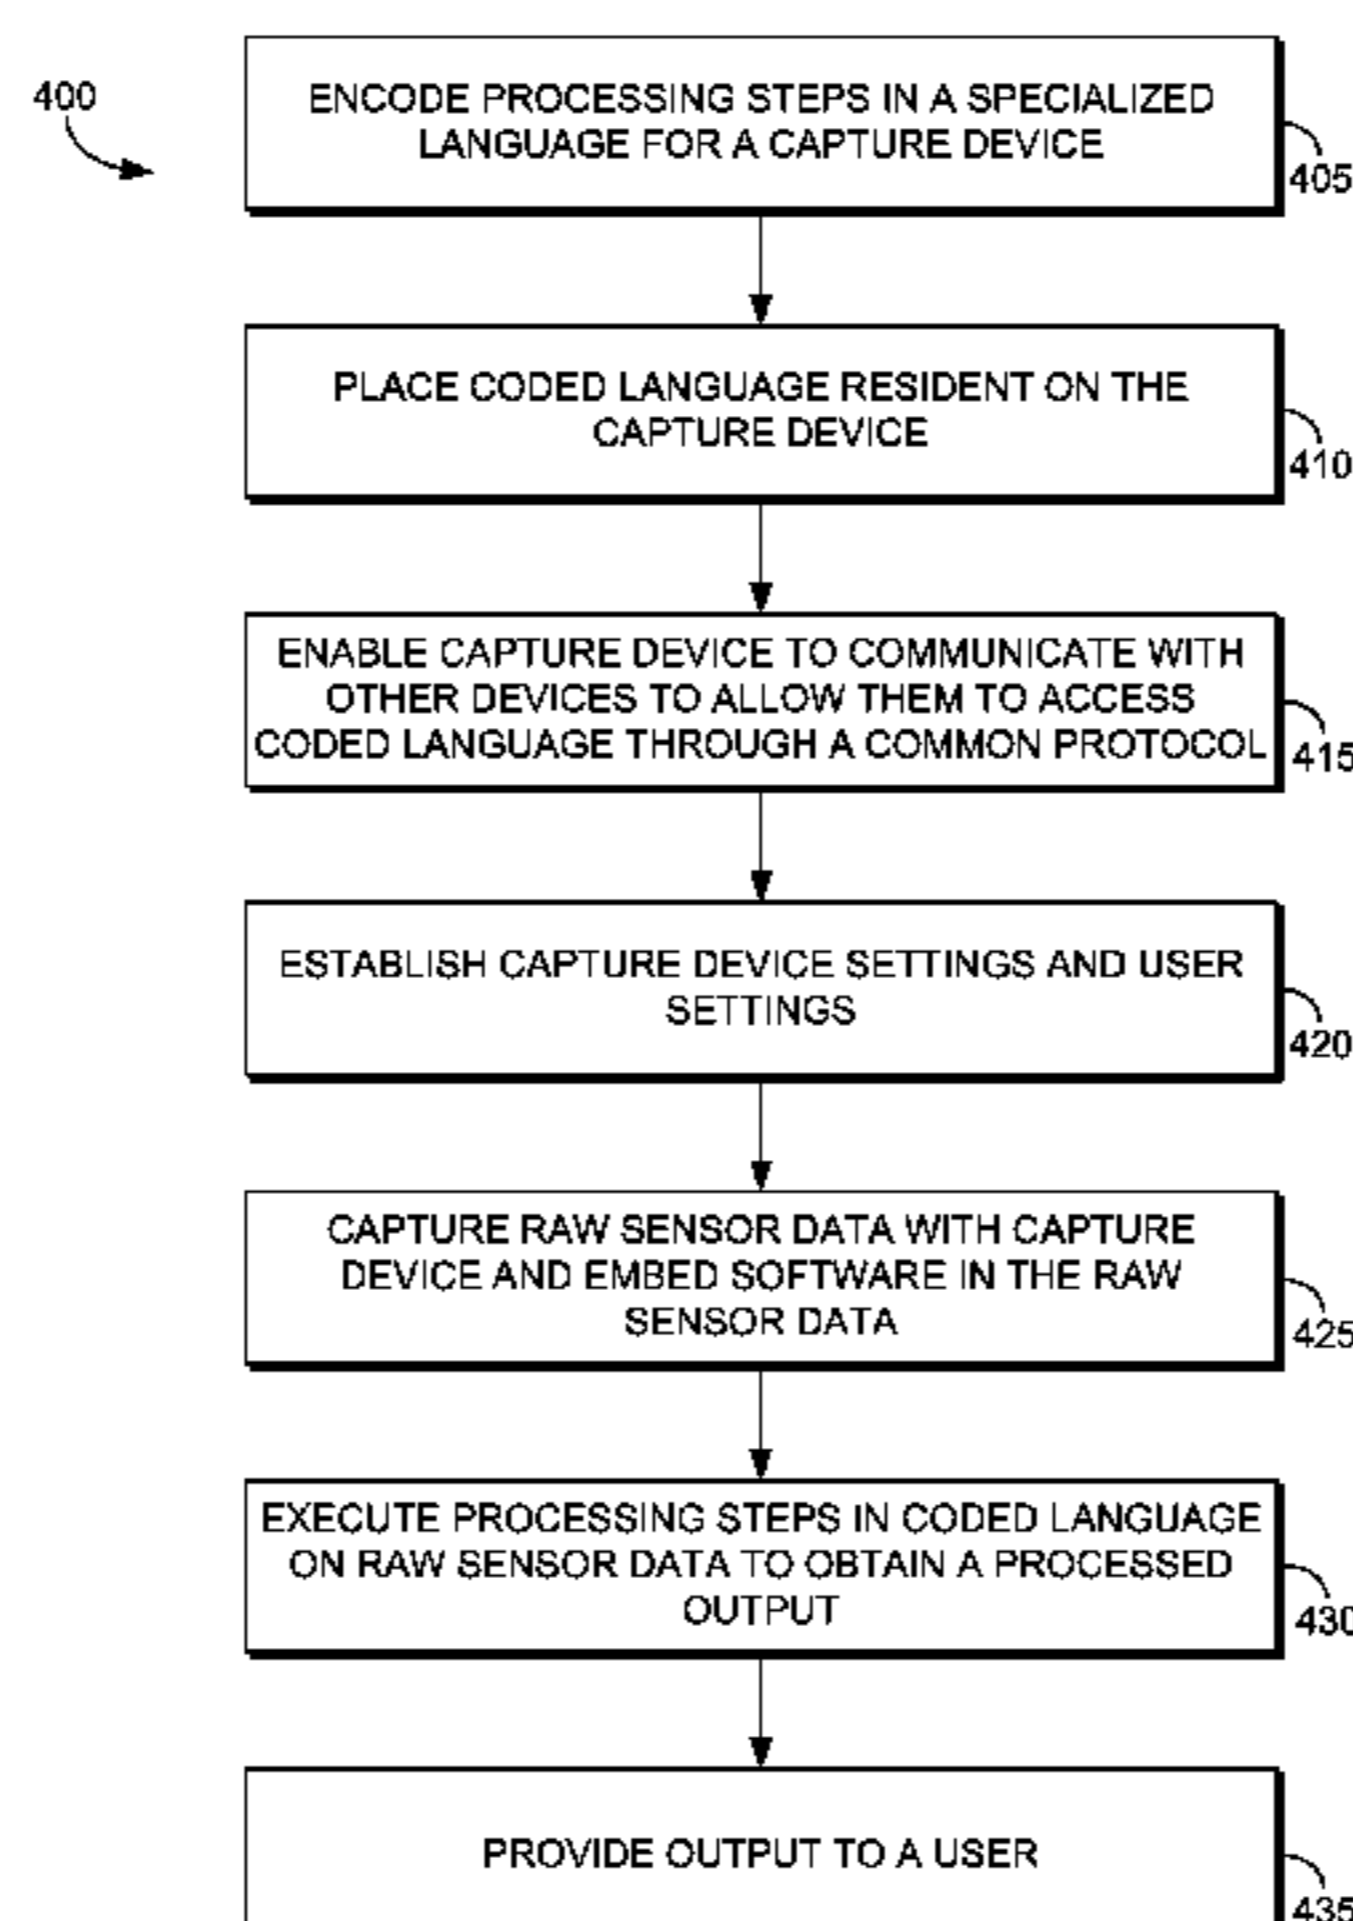 400
ENCODE PROCESSING STEPS IN A SPECIALIZED
LANGUAGE FOR A CAPTURE DEVICE
405
PLACE CODED LANGUAGE RESIDENT ON THE
CAPTURE DEVICE
410
ENABLE CAPTURE DEVICE TO COMMUNICATE WITH
OTHER DEVICES TO ALLOW THEM TO ACCESS
CODED LANGUAGE THROUGH A COMMON PROTOCOL
415
ESTABLISH CAPTURE DEVICE SETTINGS AND USER
SETTINGS
420
CAPTURE RAW SENSOR DATA WITH CAPTURE
DEVICE AND EMBED SOFTWARE IN THE RAW
SENSOR DATA
425
EXECUTE PROCESSING STEPS IN CODED LANGUAGE
ON RAW SENSOR DATA TO OBTAIN A PROCESSED
OUTPUT
430
PROVIDE OUTPUT TO A USER
435